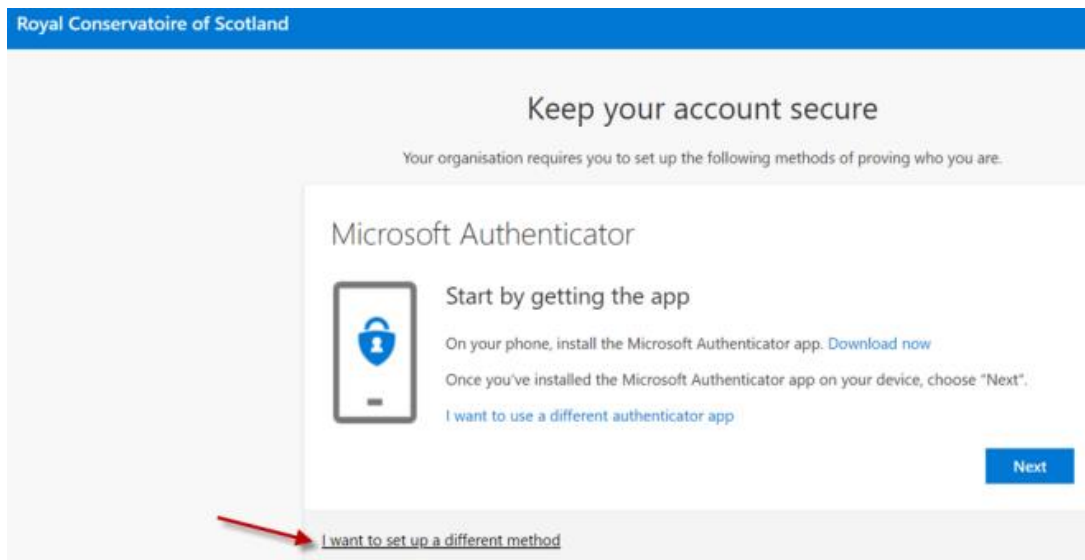 Royal Conservatoire of Scotland
Keep your account secure
Your organisation requires you to set up the following methods of proving who you are.
Microsoft Authenticator
Start by getting the app
On your phone, install the Microsoft Authenticator app. Download now
Once you've installed the Microsoft Authenticator app on your device, choose "Next".
I want to use a different authenticator app
Next
I want to set up a different method